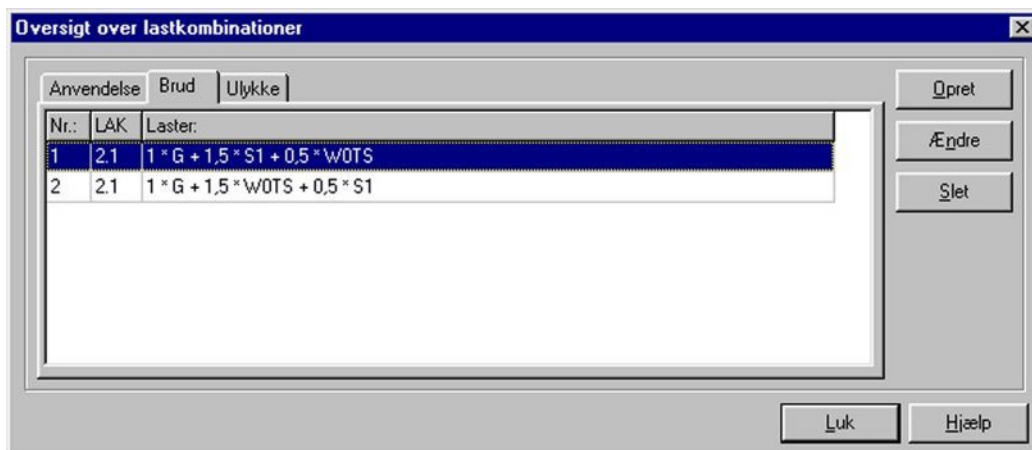 Oversigt over lastkombinationer
Anvendelse Brud Ulykke
Nr.: LAK Laster:
1 2.1 1 * G + 1,5 * S1 + 0,5 * W0TS
2 2.1 1 * G + 1,5 * W0TS + 0,5 * S1
Opret
Ændre
Slet
Luk Hjælp